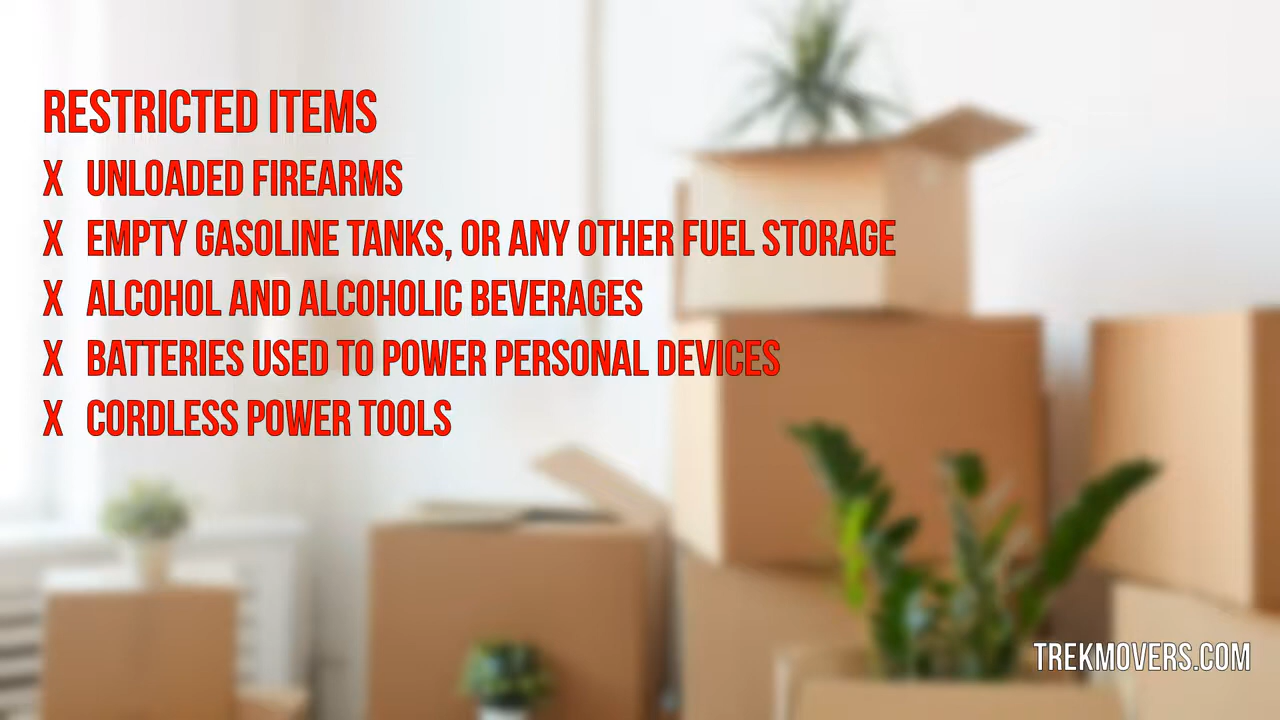 RESTRICTED ITEMS
X UNLOADED FIREARMS
X EMPTY GASOLINE TANKS, OR ANY OTHER FUEL STORAGE
X ALCOHOL AND ALCOHOLIC BEVERAGES
X BATTERIES USED TO POWER PERSONAL DEVICES
X CORDLESS POWER TOOLS
TREKMOVERS.COM